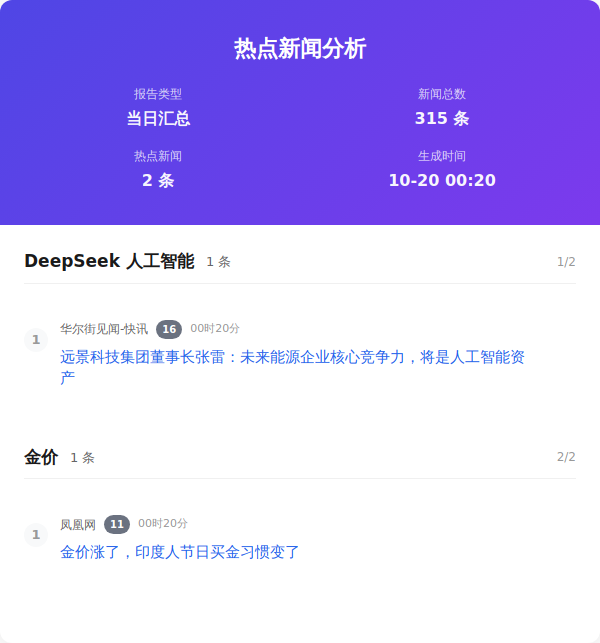 热点新闻分析
报告类型
当日汇总
新闻总数
315 条
热点新闻
2 条
生成时间
10-20 00:20
DeepSeek 人工智能 1 条 1/2
1
华尔街见闻-快讯 16 00时20分
远景科技集团董事长张雷：未来能源企业核心竞争力，将是人工智能资
产
金价 1 条 2/2
1
凤凰网 11 00时20分
金价涨了，印度人节日买金习惯变了